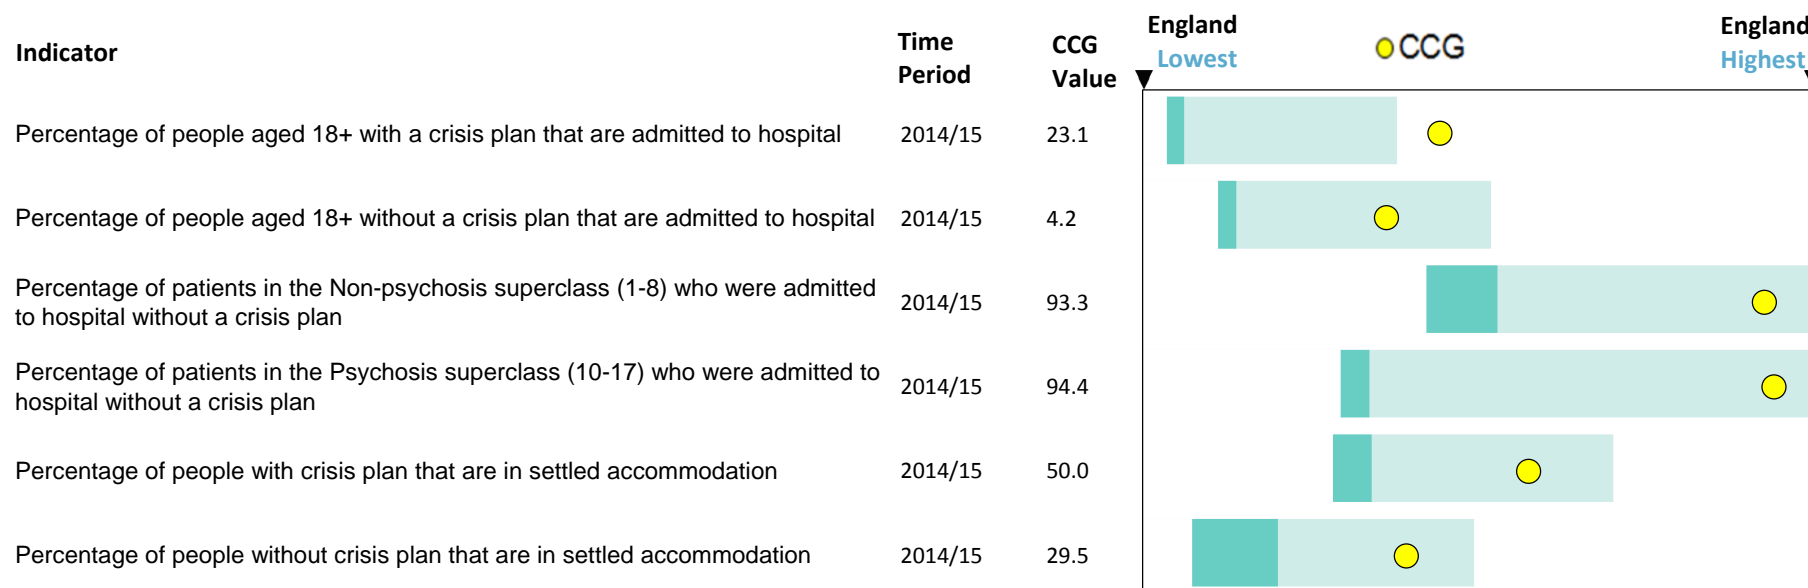 Indicator
Time
Period
CCG
Value
England
Lowest
CCG
England
Highest
Percentage of people aged 18+ with a crisis plan that are admitted to hospital 2014/15 23.1
Percentage of people aged 18+ without a crisis plan that are admitted to hospital 2014/15 4.2
Percentage of patients in the Non-psychosis superclass (1-8) who were admitted
to hospital without a crisis plan
2014/15 93.3
Percentage of patients in the Psychosis superclass (10-17) who were admitted to
hospital without a crisis plan
2014/15 94.4
Percentage of people with crisis plan that are in settled accommodation 2014/15 50.0
Percentage of people without crisis plan that are in settled accommodation 2014/15 29.5